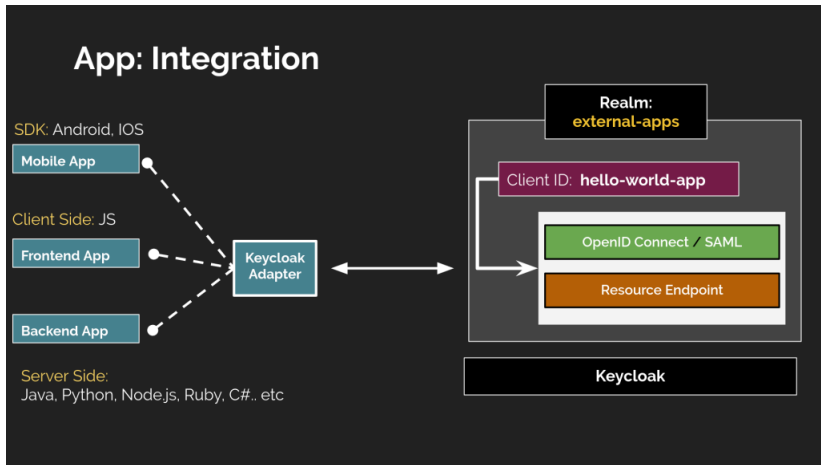 App: Integration
SDK: Android, IOS
Mobile App
Client Side: JS
Frontend App
Backend App
Server Side:
Java, Python, Node.js, Ruby, C#.. etc
Keycloak
Adapter
Realm:
external-apps
Client ID: hello-world-app
OpenID Connect / SAML
Resource Endpoint
Keycloak